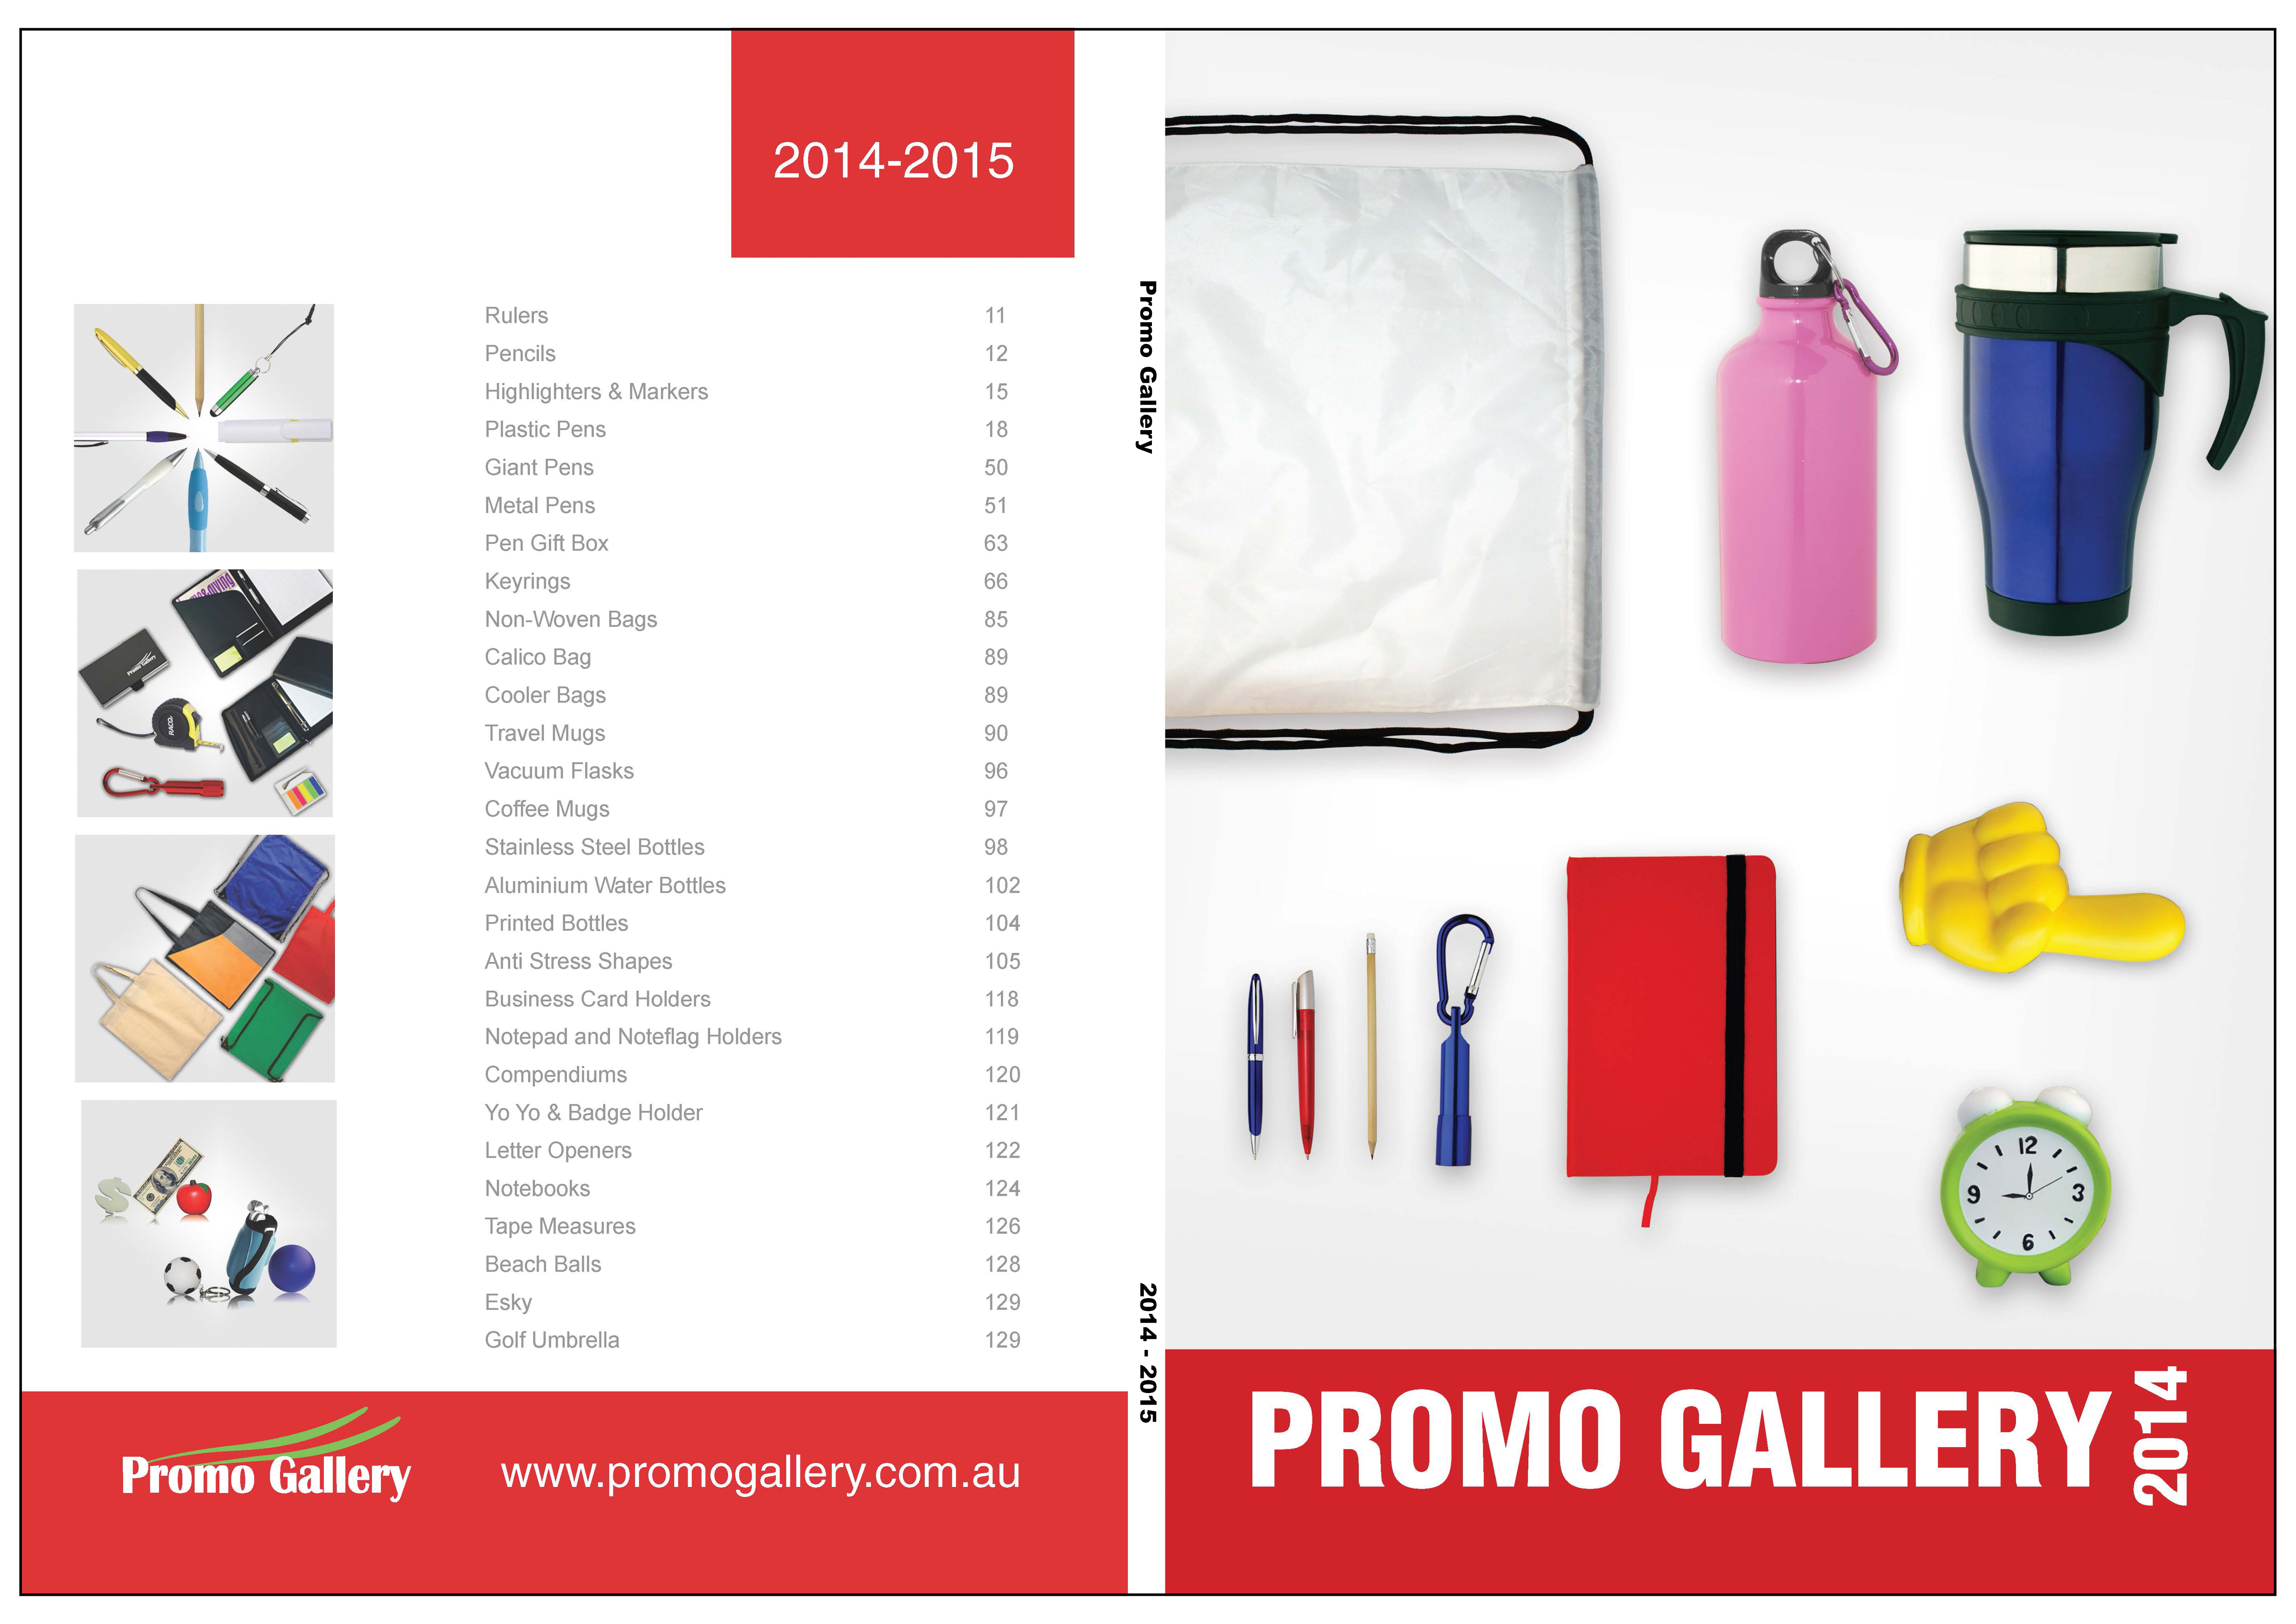 2014-2015
Rulers 11
Pencils 12
Highlighters & Markers 15
Plastic Pens 18
Giant Pens 50
Metal Pens 51
Pen Gift Box 63
Keyrings 66
Non-Woven Bags 85
Calico Bag 89
Cooler Bags 89
Travel Mugs 90
Vacuum Flasks 96
Coffee Mugs 97
Stainless Steel Bottles 98
Aluminium Water Bottles 102
Printed Bottles 104
Anti Stress Shapes 105
Business Card Holders 118
Notepad and Noteflag Holders 119
Compendiums 120
Yo Yo & Badge Holder 121
Letter Openers 122
Notebooks 124
Tape Measures 126
Beach Balls 128
Esky 129
Golf Umbrella 129
Promo Gallery
RACO
Promo Gallery
www.promogallery.com.au
Promo Gallery
2014 - 2015
12
9 3
6
PROMO GALLERY
2014